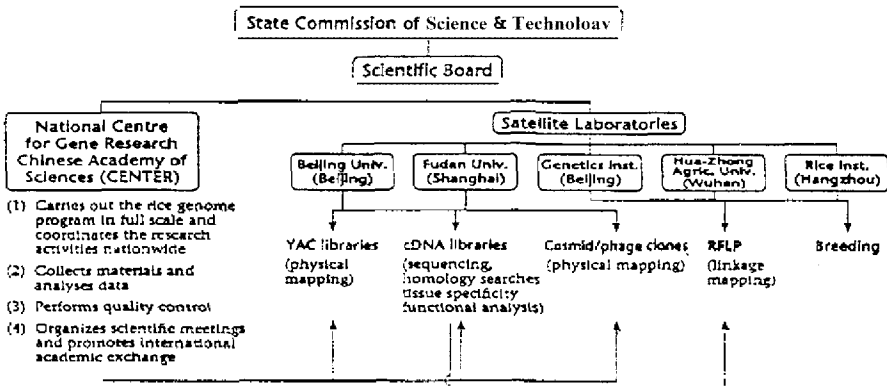 State Commission of Science & Technoloav
Scientific Board
National Centre
for Gene Research
Chinese Academy of
Sciences (CENTER)
(1) Carries out the rice genome
program in full scale and
coordinates the research
activities nationwide
(2) Collects materials and
analyses data
(3) Performs quality control
(4) Organizes scientific meetings
and promotes international
academic exchange
Satellite Laboratories
Beijing Univ.
(Beijing)
Fudan Univ.
(Shanghai)
Genetics Inst.
(Beijing)
Hua-Zhong
Agric. Univ.
(Wuhan)
Rice Inst.
(Hangzhou)
YAC libraries
(physical
mapping)
cDNA libraries
(sequencing,
homology searches
tissue specificity
functional analysis)
Cosmid/phage clones
(physical mapping)
RFLP
(linkage
mapping)
Breeding